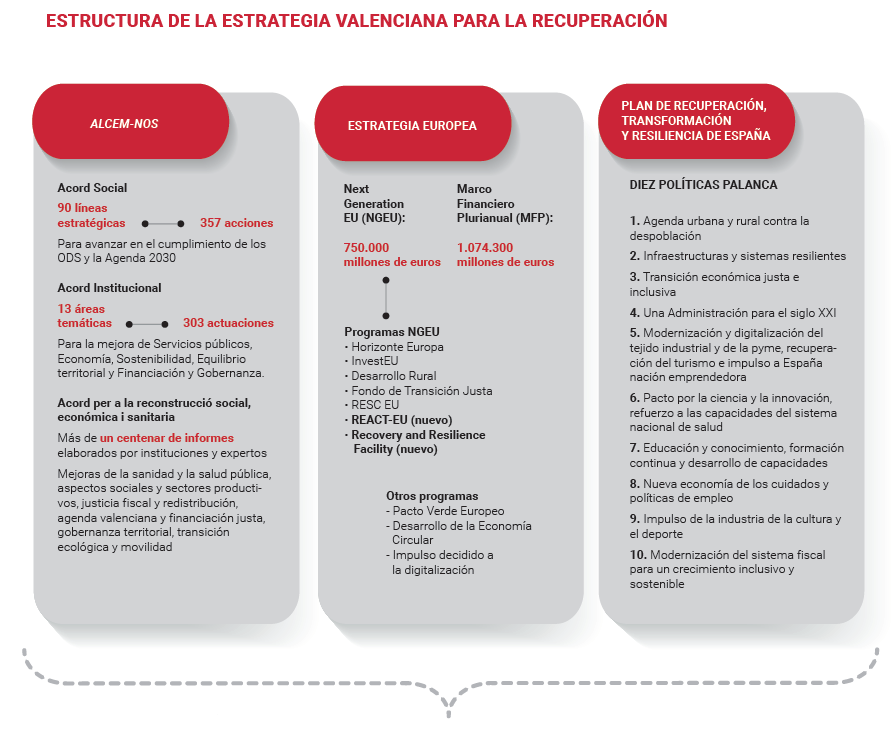 ESTRUCTURA DE LA ESTRATEGIA VALENCIANA PARA LA RECUPERACIÓN
ALCEM-NOS
Acord Social
90 líneas
estratégicas
357 acciones
Para avanzar en el cumplimiento de los
ODS y la Agenda 2030
Acord Institucional
13 áreas
temáticas
303 actuaciones
Para la mejora de Servicios públicos,
Economía, Sostenibilidad, Equilibrio
territorial y Financiación y Gobernanza.
Acord per a la reconstrucció social,
económica i sanitaria
Más de un centenar de informes
elaborados por instituciones y expertos
Mejoras de la sanidad y la salud pública,
aspectos sociales y sectores producti-
vos, justicia fiscal y redistribución,
agenda valenciana y financiación justa,
gobernanza territorial, transición
ecológica y movilidad
ESTRATEGIA EUROPEA
Next
Generation
EU (NGEU):
750.000
millones de euros
Marco
Financiero
Plurianual (MFP):
1.074.300
millones de euros
Programas NGEU
· Horizonte Europa
· InvestEU
· Desarrollo Rural
· Fondo de Transición Justa
· RESC EU
· REACT-EU (nuevo)
· Recovery and Resilience
Facility (nuevo)
Otros programas
- Pacto Verde Europeo
- Desarrollo de la Economía
Circular
- Impulso decidido a
la digitalización
PLAN DE RECUPERACIÓN,
TRANSFORMACIÓN
Y RESILIENCIA DE ESPAÑA
DIEZ POLÍTICAS PALANCA
1. Agenda urbana y rural contra la
despoblación
2. Infraestructuras y sistemas resilientes
3. Transición económica justa e
inclusiva
4. Una Administración para el siglo XXI
5. Modernización y digitalización del
tejido industrial y de la pyme, recupera-
ción del turismo e impulso a España
nación emprendedora
6. Pacto por la ciencia y la innovación,
refuerzo a las capacidades del sistema
nacional de salud
7. Educación y conocimiento, formación
continua y desarrollo de capacidades
8. Nueva economía de los cuidados y
políticas de empleo
9. Impulso de la industria de la cultura y
el deporte
10. Modernización del sistema fiscal
para un crecimiento inclusivo y
sostenible